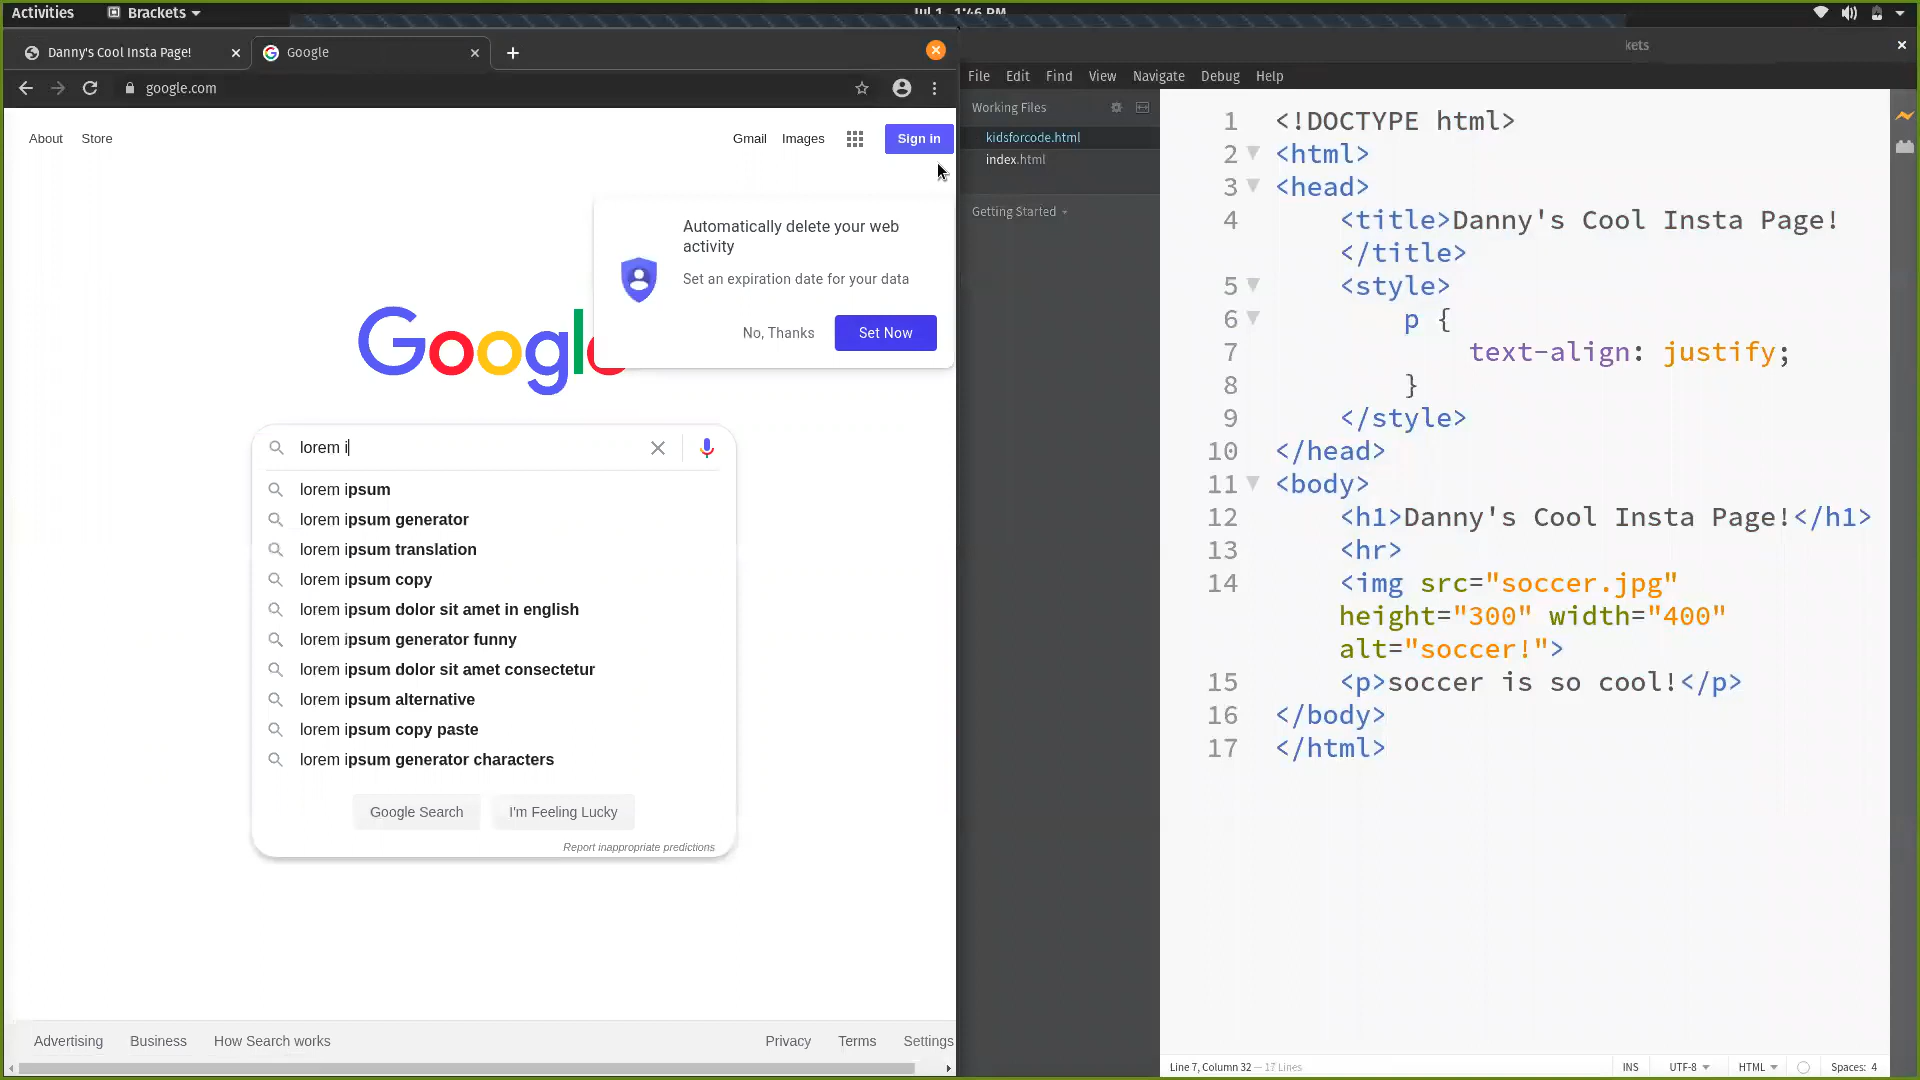 Activities
Brackets
Jul 1 1:46 PM
Danny's Cool Insta Page!
Google
google.com
About
Store
Gmail
Images
Sign in
Automatically delete your web
activity
Set an expiration date for your data
No, Thanks
Set Now
Google
lorem i
lorem ipsum
lorem ipsum generator
lorem ipsum translation
lorem ipsum copy
lorem ipsum dolor sit amet in english
lorem ipsum generator funny
lorem ipsum dolor sit amet consectetur
lorem ipsum alternative
lorem ipsum copy paste
lorem ipsum generator characters
Google Search
I'm Feeling Lucky
Report inappropriate predictions
Advertising
Business
How Search works
Privacy
Terms
Settings
kets
File Edit Find View Navigate Debug Help
Working Files
kidsforcode.html
index.html
Getting Started
1 <!DOCTYPE html>
2 <html>
3 <head>
4 <title>Danny's Cool Insta Page!
</title>
5 <style>
6 p {
7 text-align: justify;
8 }
9 </style>
10 </head>
11 <body>
12 <h1>Danny's Cool Insta Page!</h1>
13 <hr>
14 <img src="soccer.jpg"
height="300" width="400"
alt="soccer!">
15 <p>soccer is so cool!</p>
16 </body>
17 </html>
Line 7, Column 32 — 17 Lines
INS
UTF-8
HTML
Spaces: 4